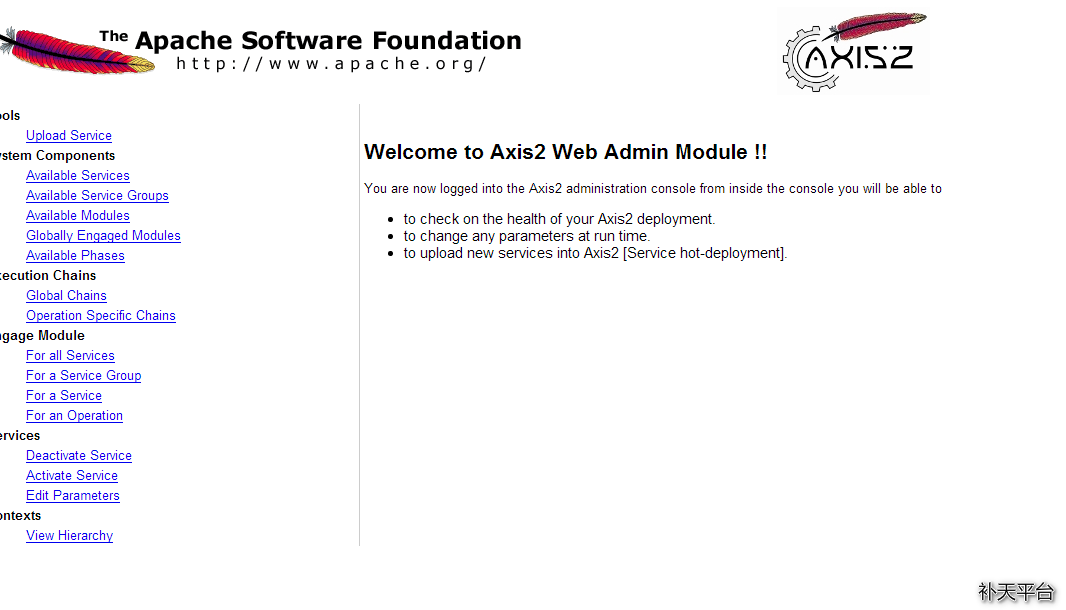 The Apache Software Foundation
http://www.apache.org/
AXIS2
ools
Upload Service
ystem Components
Available Services
Available Service Groups
Available Modules
Globally Engaged Modules
Available Phases
xecution Chains
Global Chains
Operation Specific Chains
ngage Module
For all Services
For a Service Group
For a Service
For an Operation
ervices
Deactivate Service
Activate Service
Edit Parameters
ontexts
View Hierarchy
Welcome to Axis2 Web Admin Module !!
You are now logged into the Axis2 administration console from inside the console you will be able to
to check on the health of your Axis2 deployment.
to change any parameters at run time.
to upload new services into Axis2 [Service hot-deployment].
补天平台